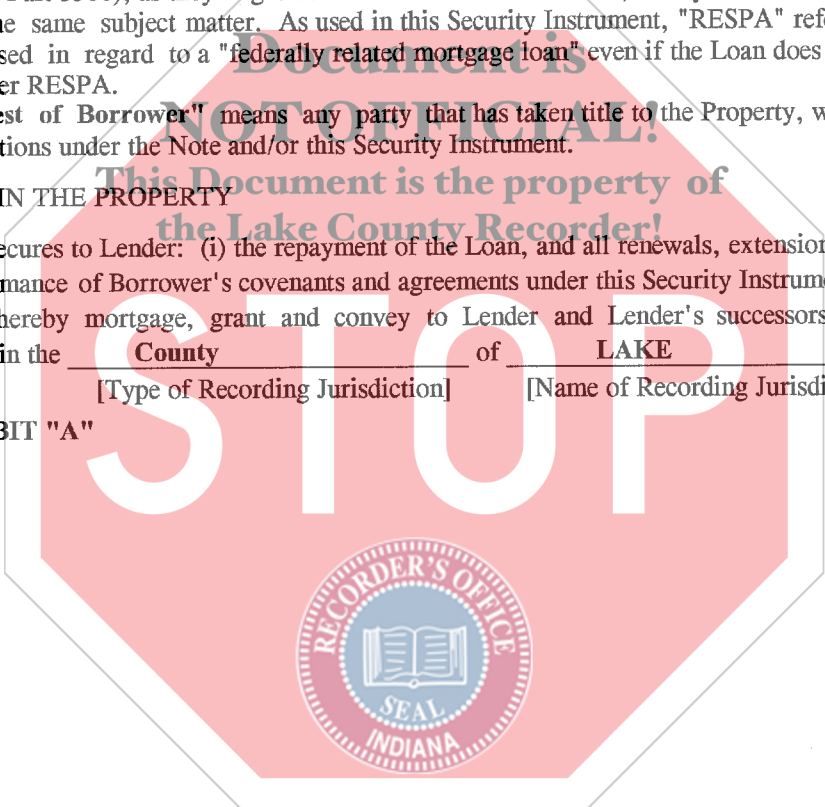 he same subject matter. As used in this Security Instrument, "RESPA" refe
sed in regard to a "federally related mortgage loan" even if the Loan does
er RESPA.
est of Borrower" means any party that has taken title to the Property, w
tions under the Note and/or this Security Instrument.
IN THE PROPERTY
ecures to Lender: (i) the repayment of the Loan, and all renewals, extension
mance of Borrower's covenants and agreements under this Security Instrume
hereby mortgage, grant and convey to Lender and Lender's successors
in the County of LAKE
[Type of Recording Jurisdiction] [Name of Recording Jurisdi
BIT "A"
Document is
NOT OFFICIAL!
This Document is the property of
the Lake County Recorder!
STOP
RECORDER'S OFFICE
SEAL
INDIANA